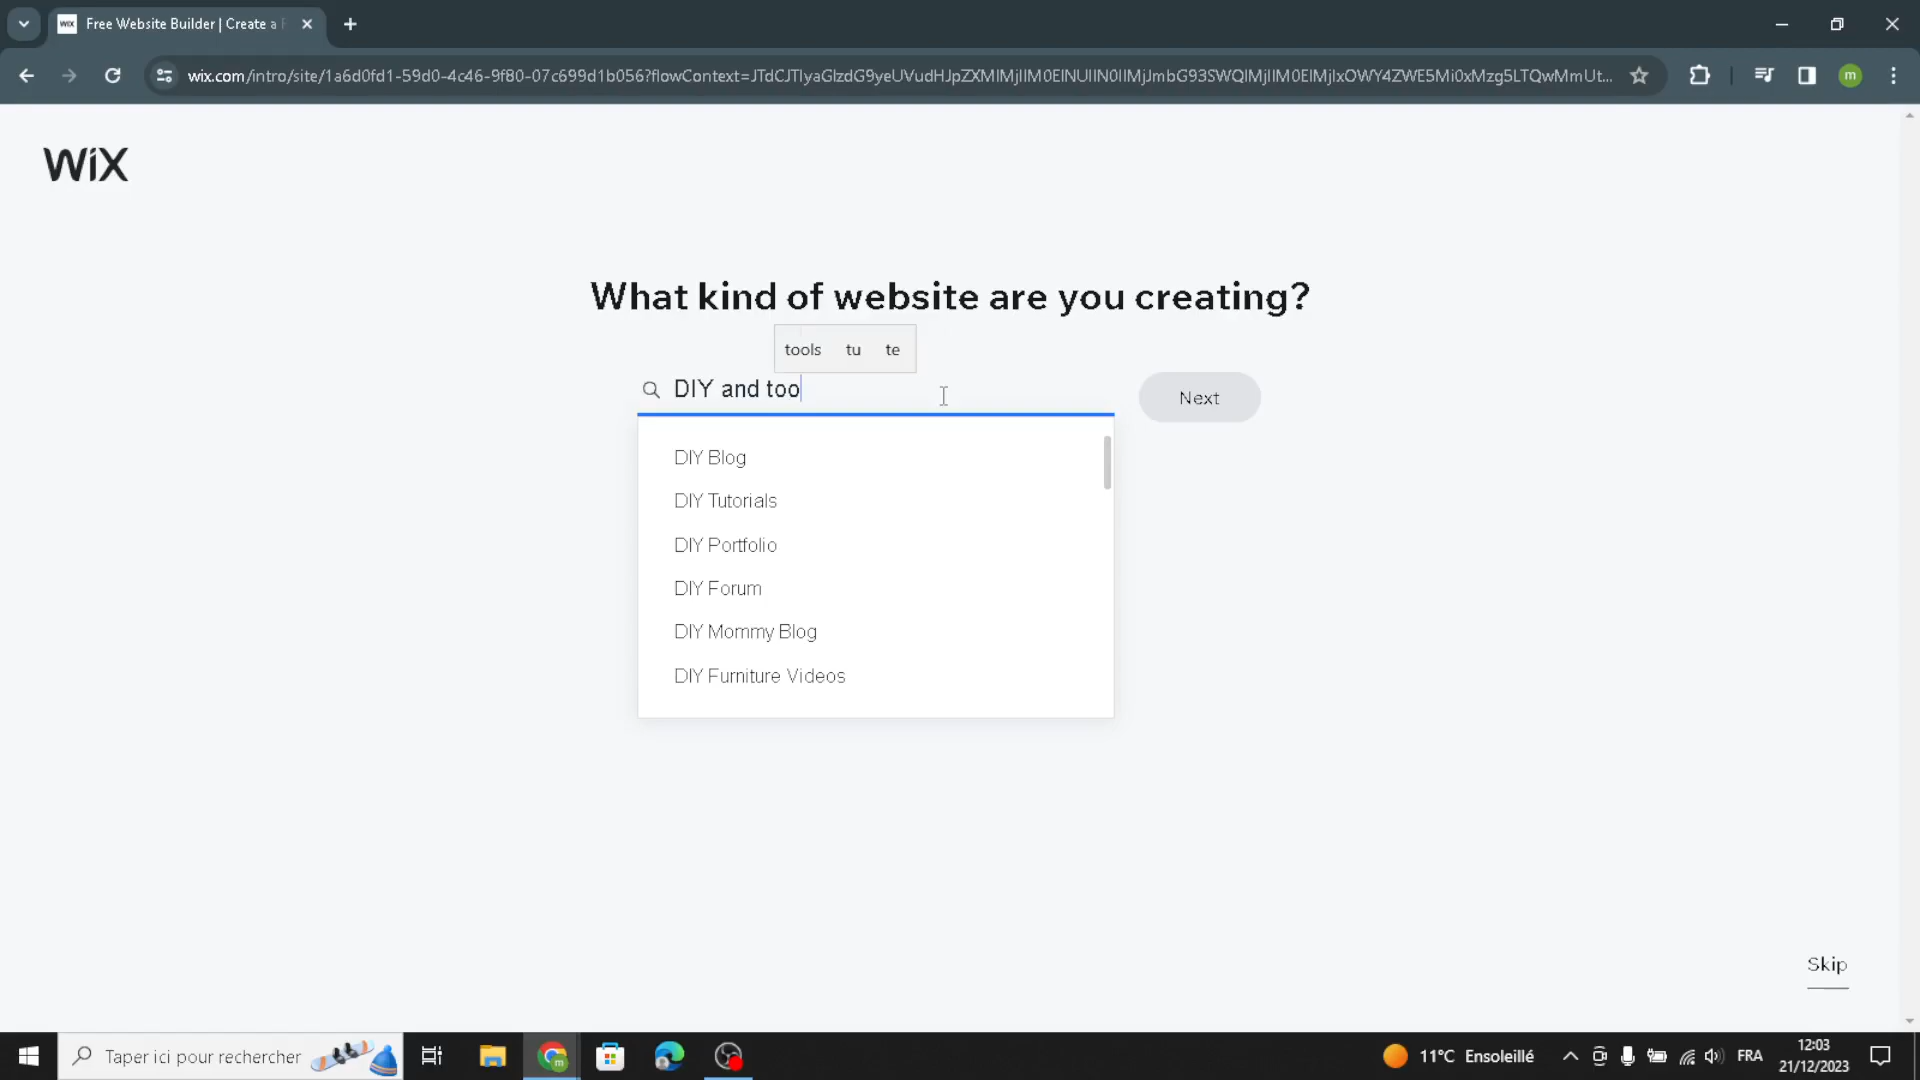 WiX Free Website Builder | Create a F
wix.com/intro/site/1a6d0fd1-59d0-4c46-9f80-07c699d1b056?flowContext=
m
WiX
What kind of website are you creating?
tools tu te
DIY and too
Next
DIY Blog
DIY Tutorials
DIY Portfolio
DIY Forum
DIY Mommy Blog
DIY Furniture Videos
Skip
Taper ici pour rechercher
m
11°C Ensoleillé
FRA
12:03
21/12/2023